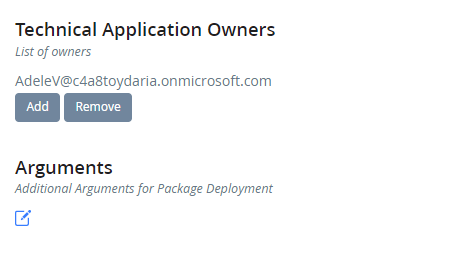 Technical Application Owners
List of owners
AdeleV@c4a8toydaria.onmicrosoft.com
Add Remove
Arguments
Additional Arguments for Package Deployment